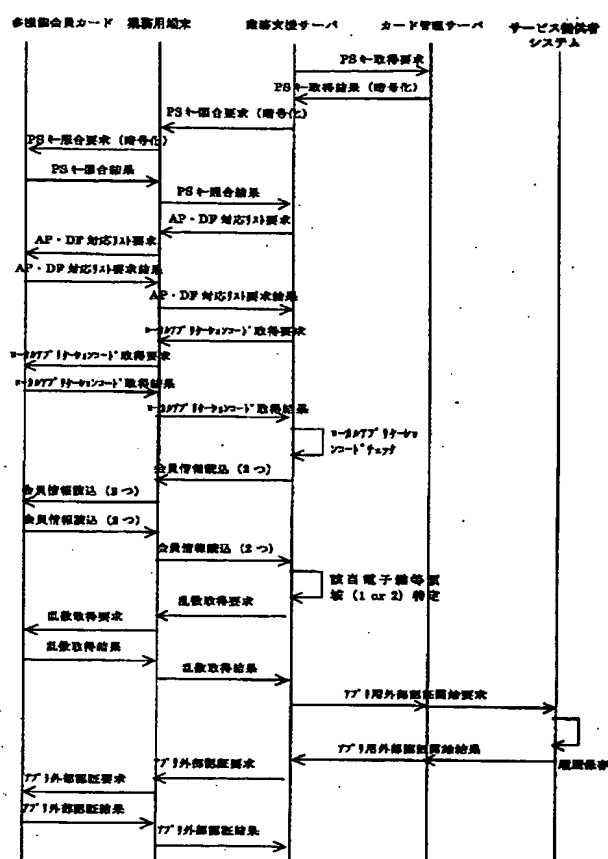 多機能会員カード 業務用端末 業務支援サーバ カード管理サーバ サービス提供者
システム
PSキー取得要求
PSキー取得結果（暗号化）
PSキー照合要求（暗号化）
PSキー照合要求（暗号化）
PSキー照合結果
PSキー照合結果
AP・DF対応リスト要求
AP・DF対応リスト要求
AP・DF対応リスト要求結果
AP・DF対応リスト要求結果
ローカルアプリケーションコード取得要求
ローカルアプリケーションコード取得要求
ローカルアプリケーションコード取得結果
ローカルアプリケーションコード取得結果
ローカルアプリケーショ
ンコードチェック
会員情報読込（2つ）
会員情報読込（2つ）
会員情報読込（2つ）
会員情報読込（2つ）
該当電子
域（1 or 2）特定
乱数取得要求
乱数取得要求
乱数取得結果
乱数取得結果
アプリ用外部認証開始要求
アプリ用外部認証開始結果
履歴保存
アプリ外部認証要求
アプリ外部認証要求
アプリ外部認証結果
アプリ外部認証結果